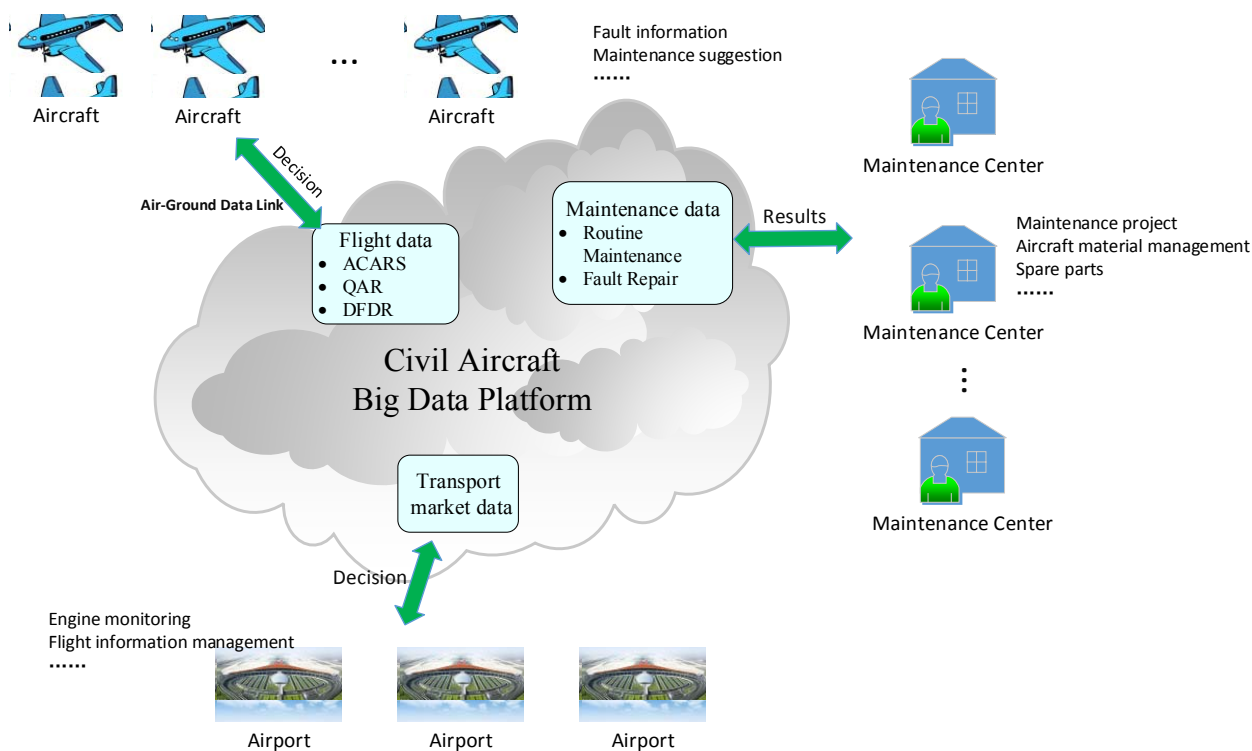 Fault information
Maintenance suggestion
......
...
Aircraft
Aircraft
Aircraft
Maintenance Center
Decision
Air-Ground Data Link
Flight data
• ACARS
• QAR
• DFDR
Maintenance data
• Routine
Maintenance
• Fault Repair
Results
Maintenance project
Aircraft material management
Spare parts
......
Maintenance Center
...
Civil Aircraft
Big Data Platform
Transport
market data
Maintenance Center
Decision
Engine monitoring
Flight information management
......
Airport
Airport
Airport